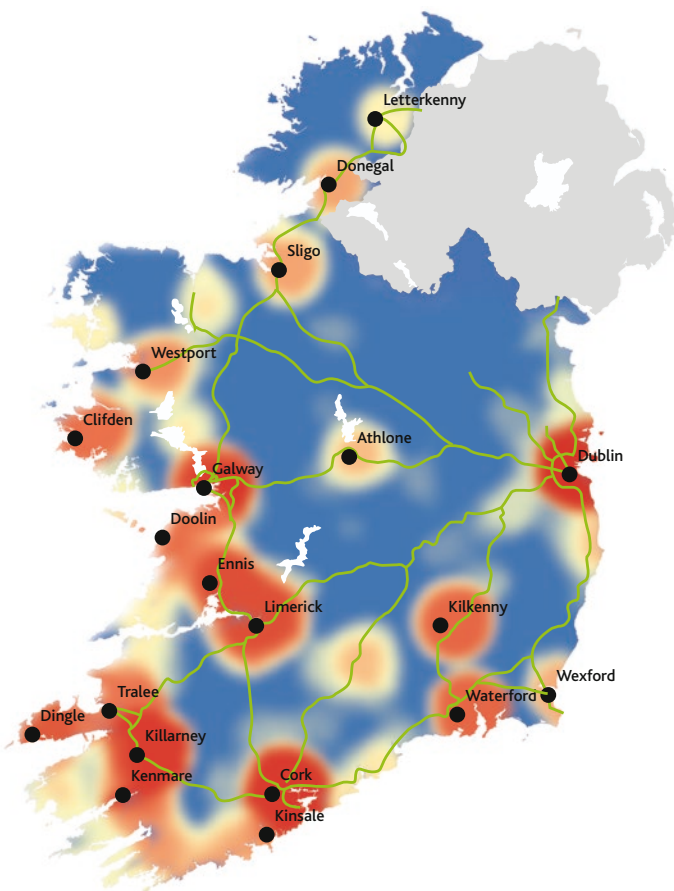 Letterkenny
Donegal
Sligo
Westport
Clifden
Athlone
Dublin
Galway
Doolin
Ennis
Limerick
Kilkenny
Wexford
Tralee
Waterford
Dingle
Killarney
Kenmare
Cork
Kinsale